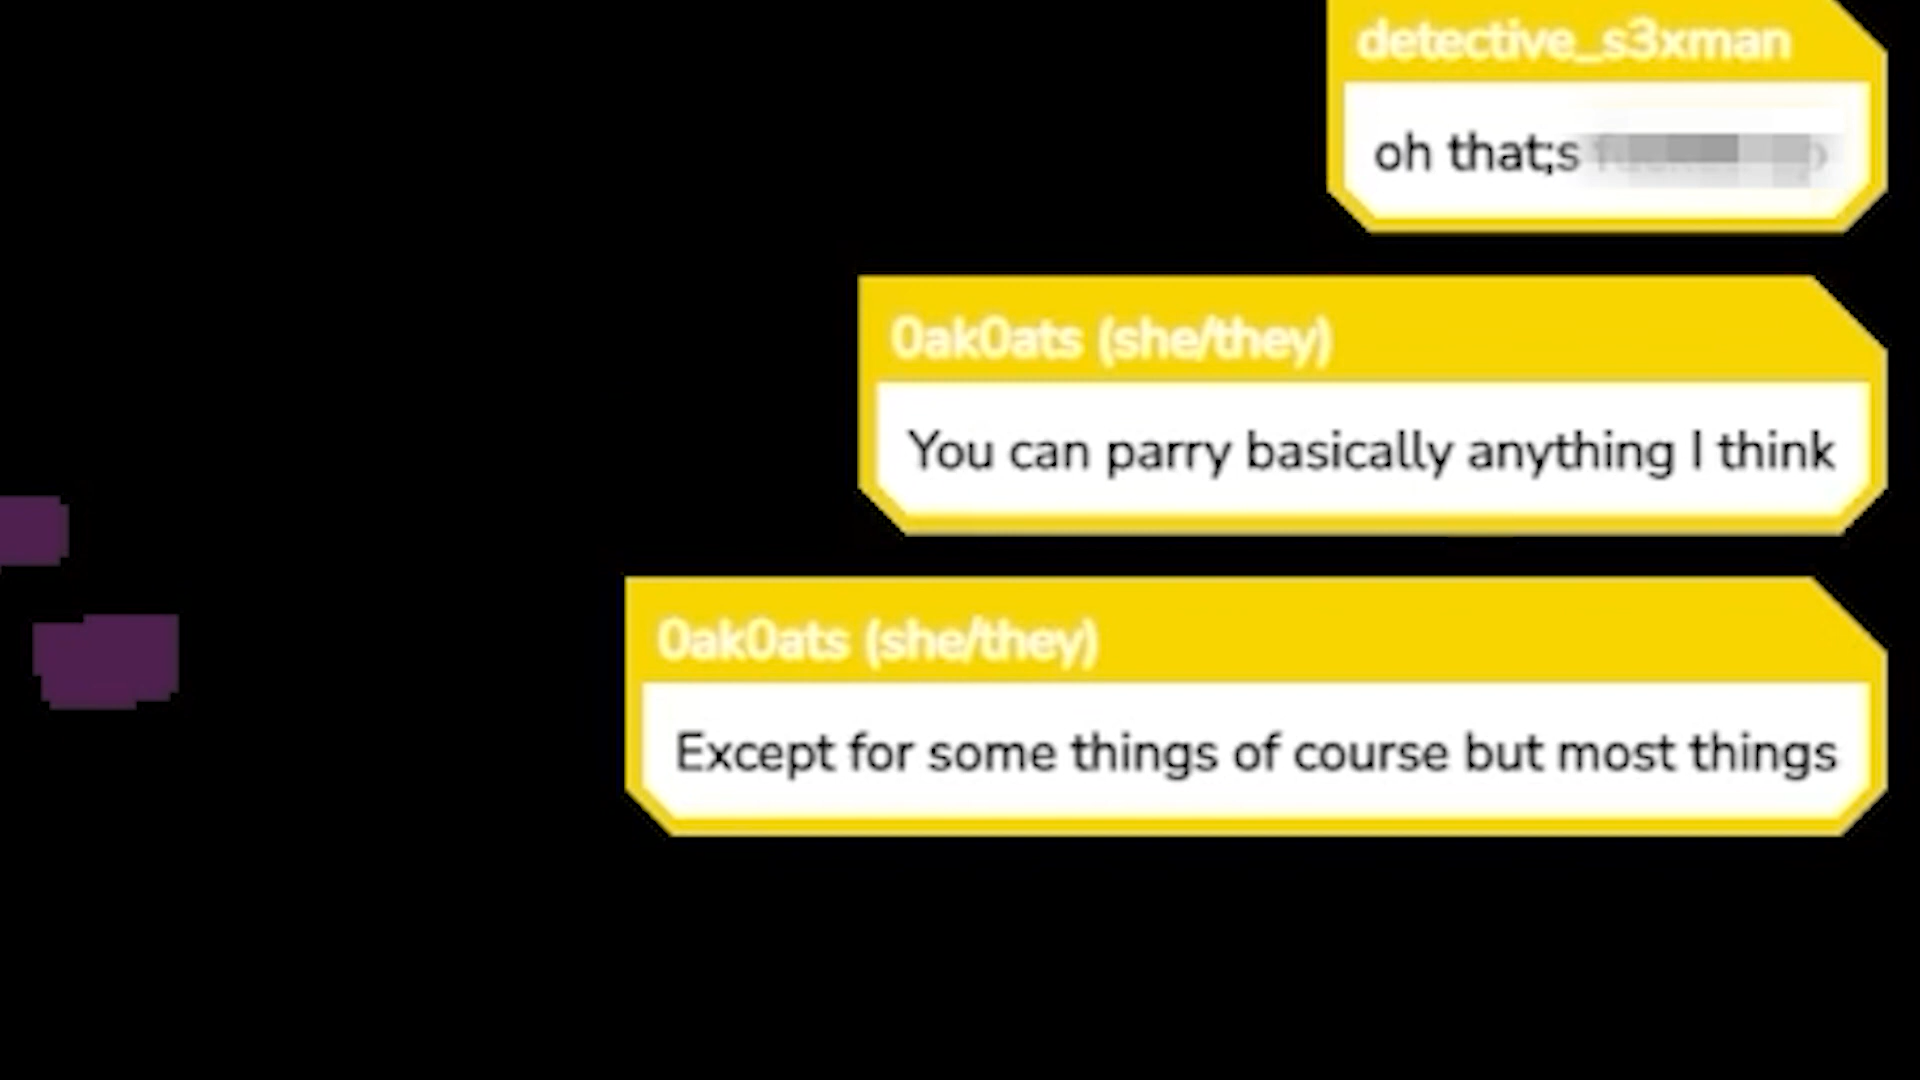 detective_s3xman
oh that;s
0ak0ats (she/they)
You can parry basically anything I think
0ak0ats (she/they)
Except for some things of course but most things